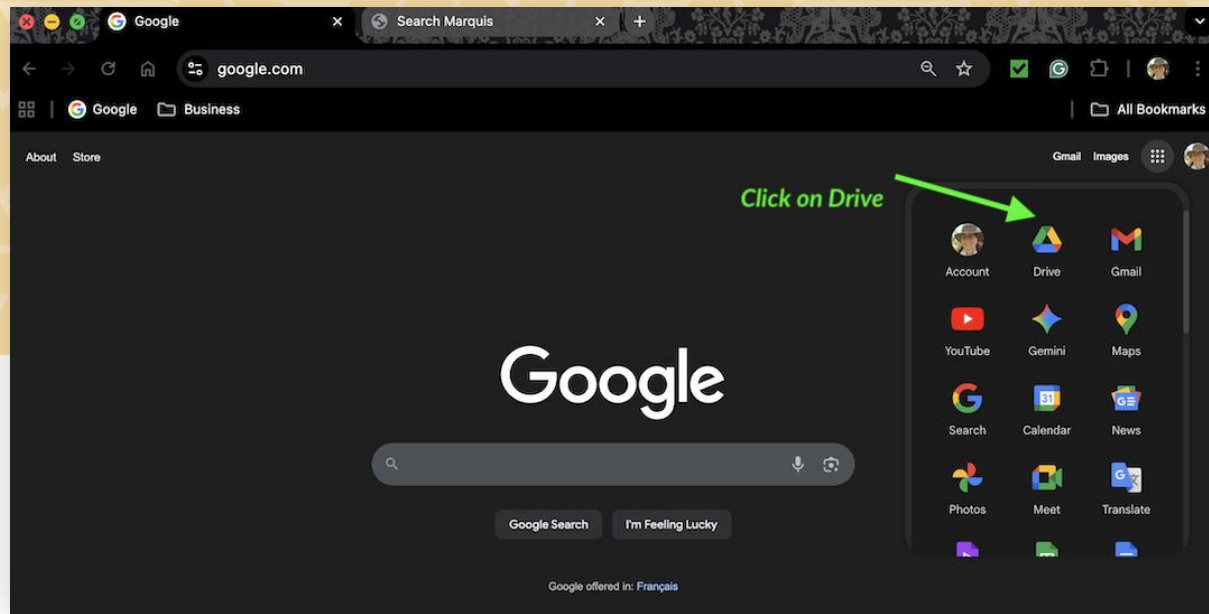 Google
Search Marquis
google.com
Google
Business
All Bookmarks
About
Store
Gmail
Images
Click on Drive
Account
Drive
Gmail
YouTube
Gemini
Maps
Google
Search
31
Calendar
News
Photos
Meet
Translate
Google Search
I'm Feeling Lucky
Google offered in: Français